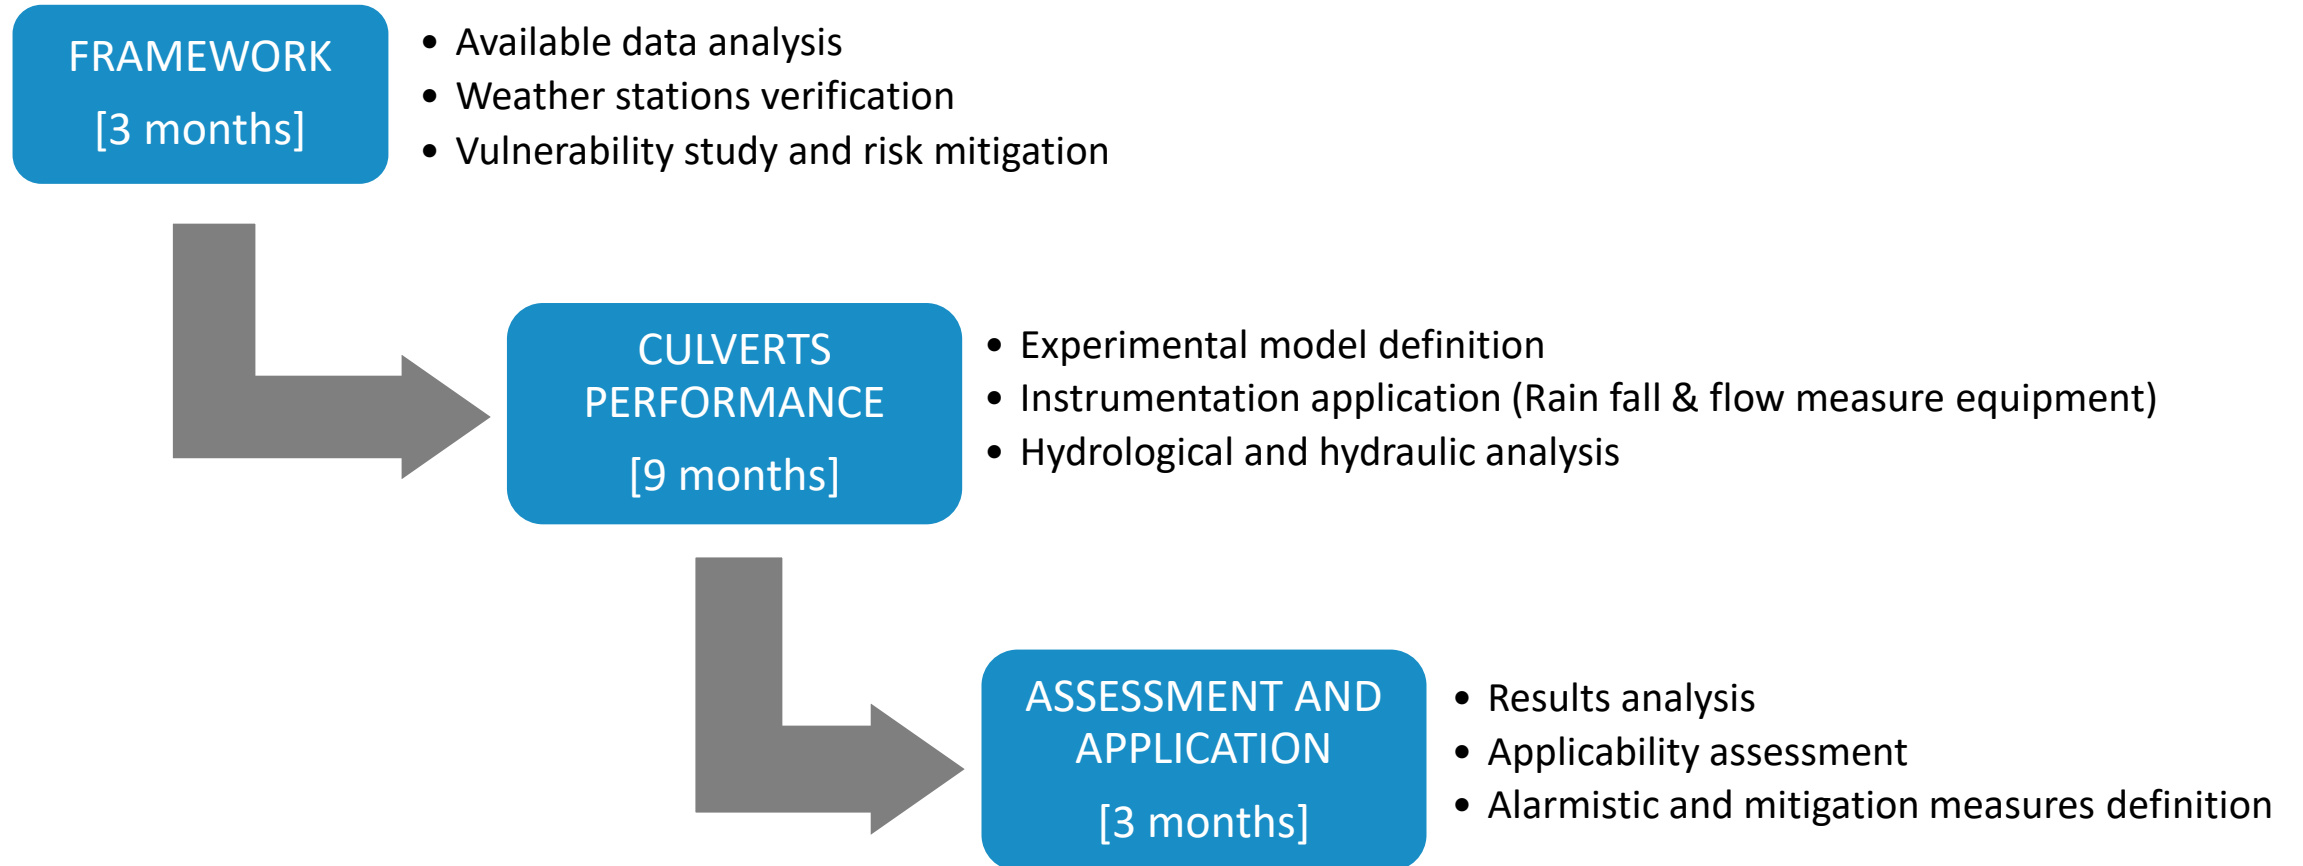 FRAMEWORK
[3 months]
• Available data analysis
• Weather stations verification
• Vulnerability study and risk mitigation
CULVERTS
PERFORMANCE
[9 months]
• Experimental model definition
• Instrumentation application (Rain fall & flow measure equipment)
• Hydrological and hydraulic analysis
ASSESSMENT AND
APPLICATION
[3 months]
• Results analysis
• Applicability assessment
• Alarmistic and mitigation measures definition